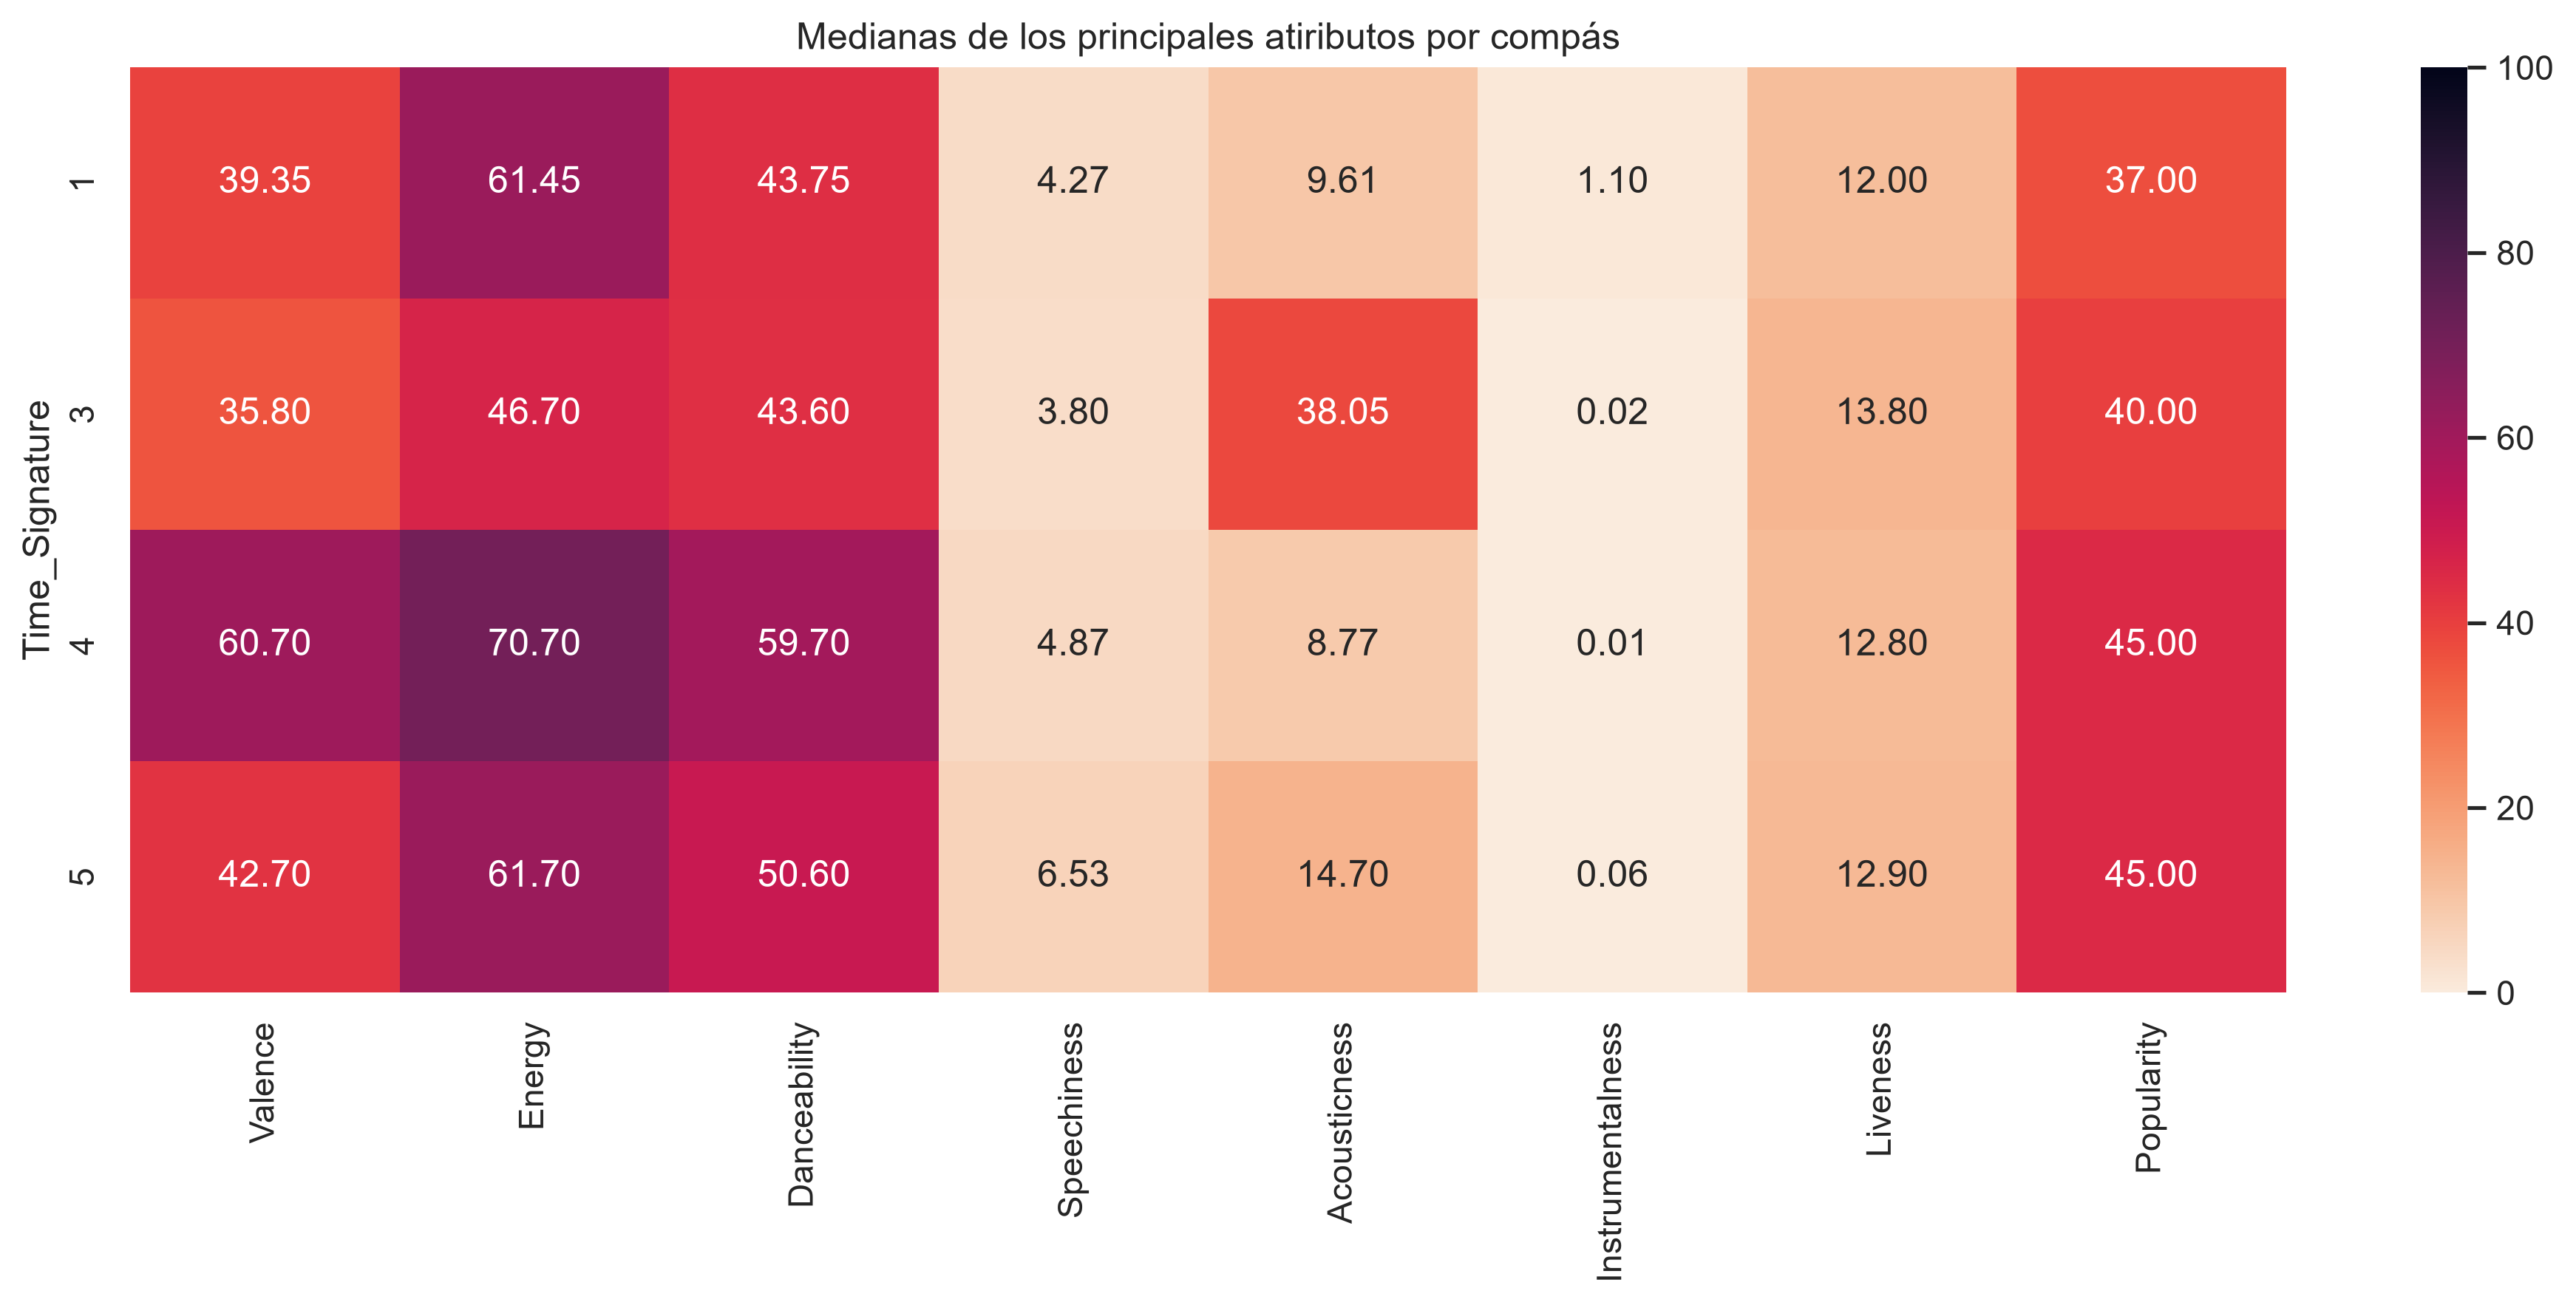 Medianas de los principales atiributos por compás
Time_Signature
1
39.35 61.45 43.75 4.27 9.61 1.10 12.00 37.00
3
35.80 46.70 43.60 3.80 38.05 0.02 13.80 40.00
4
60.70 70.70 59.70 4.87 8.77 0.01 12.80 45.00
5
42.70 61.70 50.60 6.53 14.70 0.06 12.90 45.00
Valence
Energy
Danceability
Speechiness
Acousticness
Instrumentalness
Liveness
Popularity
100
80
60
40
20
0